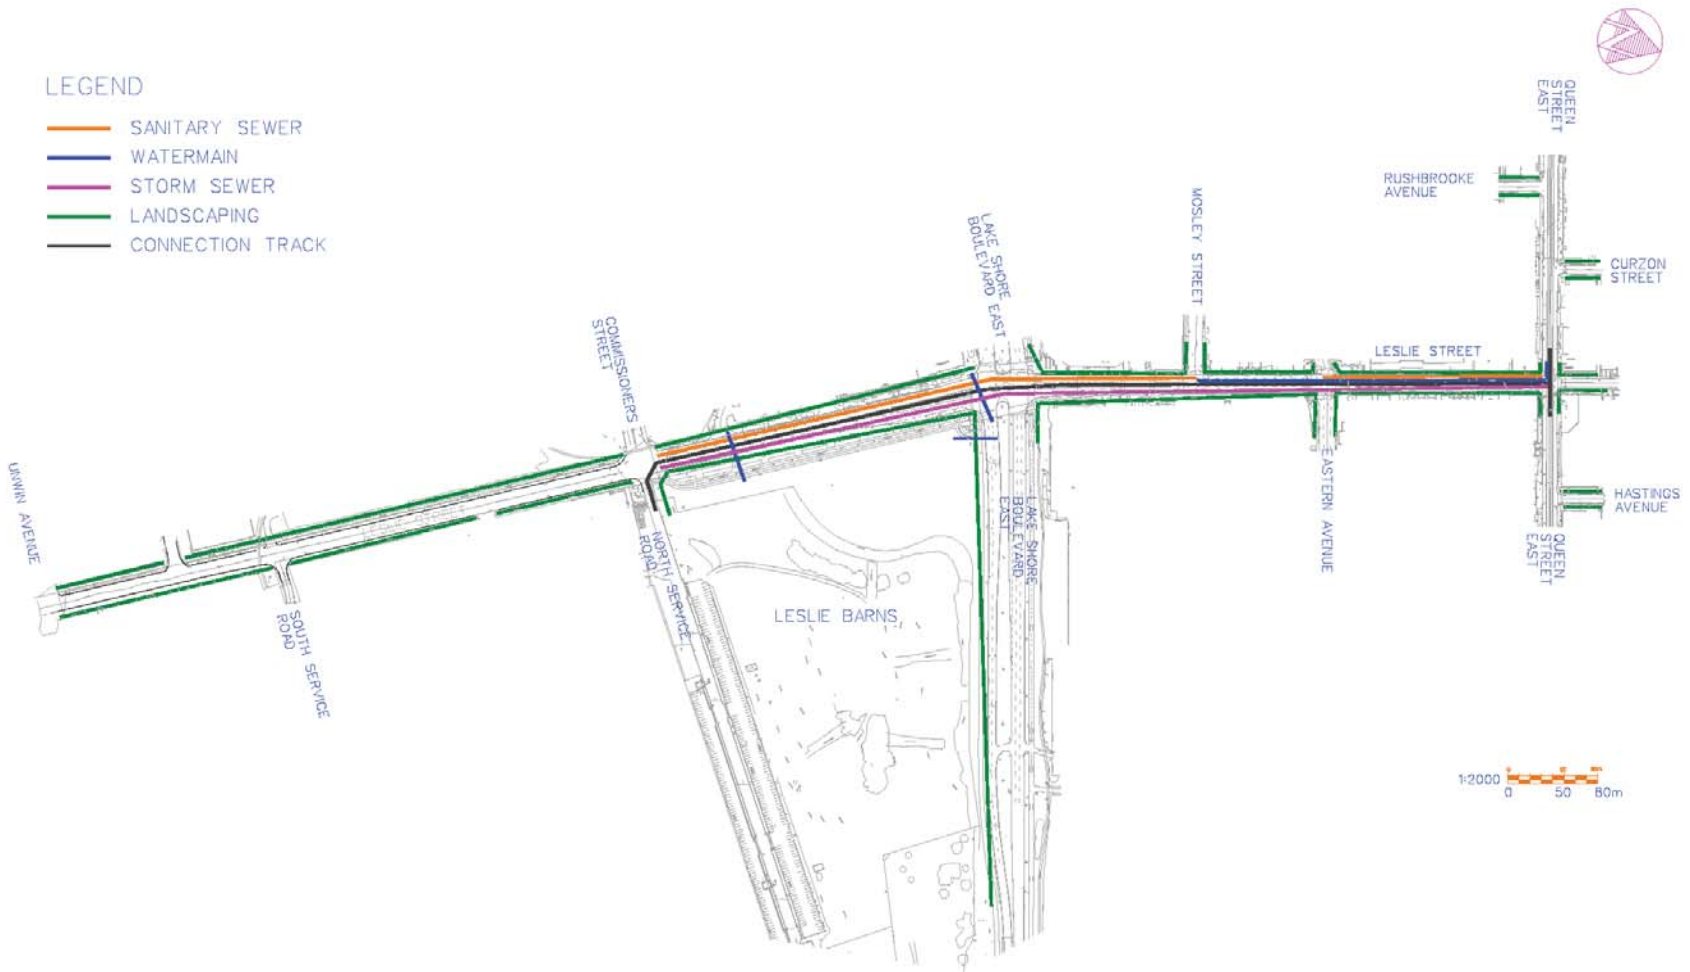 LEGEND
SANITARY SEWER
WATERMAIN
STORM SEWER
LANDSCAPING
CONNECTION TRACK
QUEEN
STREET
EAST
RUSHBROOKE
AVENUE
CURZON
STREET
MOSLEY STREET
LAKE SHORE
BOULEVARD EAST
LESLIE STREET
COMMISSIONERS
STREET
UNWIN AVENUE
SOUTH SERVICE
ROAD
NORTH SERVICE
ROAD
LESLIE BARNS
LAKE SHORE
BOULEVARD
EAST
EASTERN AVENUE
HASTINGS
AVENUE
QUEEN
STREET
EAST
1:2000
0 50 80m